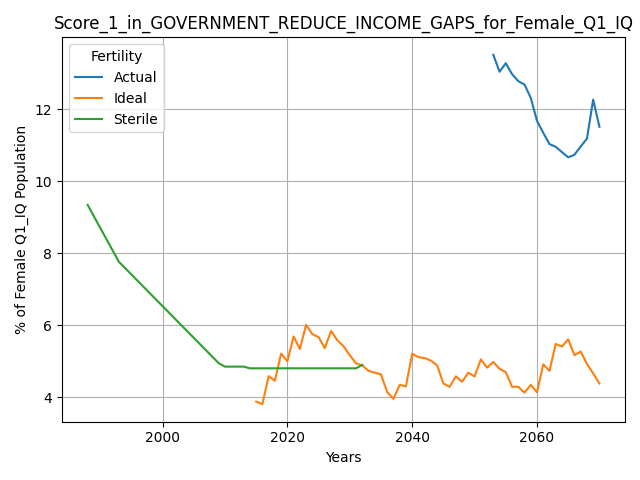 Score_1_in_GOVERNMENT_REDUCE_INCOME_GAPS_for_Female_Q1_IQ
Fertility
Actual
Ideal
Sterile
% of Female Q1_IQ Population
12
10
8
6
4
2000
2020
2040
2060
Years